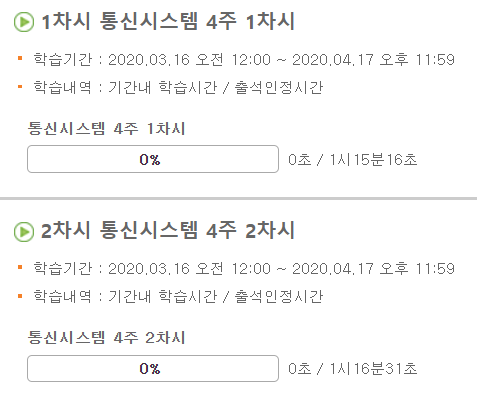 1차시 통신시스템 4주 1차시
학습기간 : 2020.03.16 오전 12:00 ~ 2020.04.17 오후 11:59
학습내역 : 기간내 학습시간 / 출석인정시간
통신시스템 4주 1차시
0% 0초 / 1시15분16초
2차시 통신시스템 4주 2차시
학습기간 : 2020.03.16 오전 12:00 ~ 2020.04.17 오후 11:59
학습내역 : 기간내 학습시간 / 출석인정시간
통신시스템 4주 2차시
0% 0초 / 1시16분31초